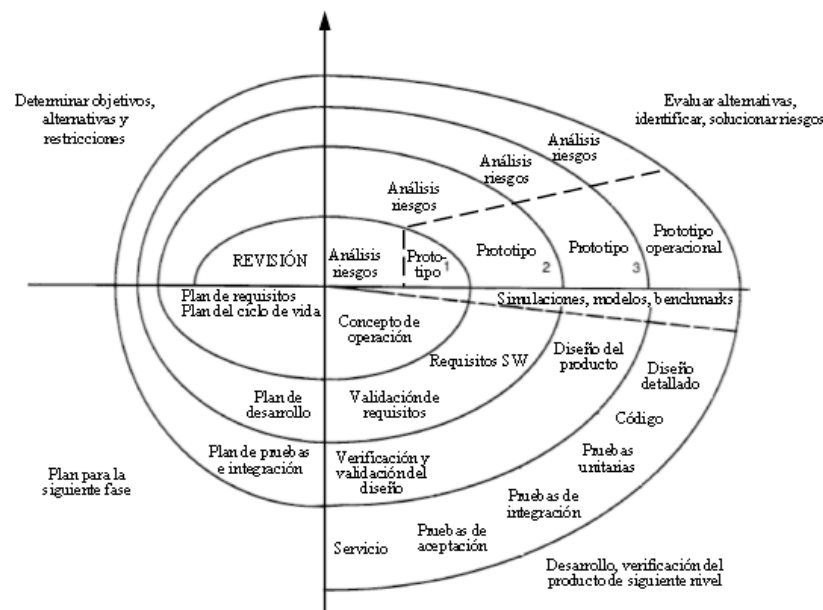 Determinar objetivos,
alternativas y
restricciones
Evaluar alternativas,
identificar, solucionar riesgos
Análisis
riesgos
Análisis
riesgos
Análisis
riesgos
Análisis
riesgos
REVISIÓN
Proto-
tipo 1
Prototipo 2
Prototipo 3
Prototipo
operacional
Simulaciones, modelos, benchmarks
Plan de requisitos
Plan del ciclo de vida
Concepto de
operación
Requisitos SW
Diseño del
producto
Diseño
detallado
Plan de
desarrollo
Validación de
requisitos
Código
Plan de pruebas
e integración
Verificación y
validación del
diseño
Pruebas
unitarias
Plan para la
siguiente fase
Pruebas de
integración
Pruebas de
aceptación
Servicio
Desarrollo, verificación del
producto de siguiente nivel